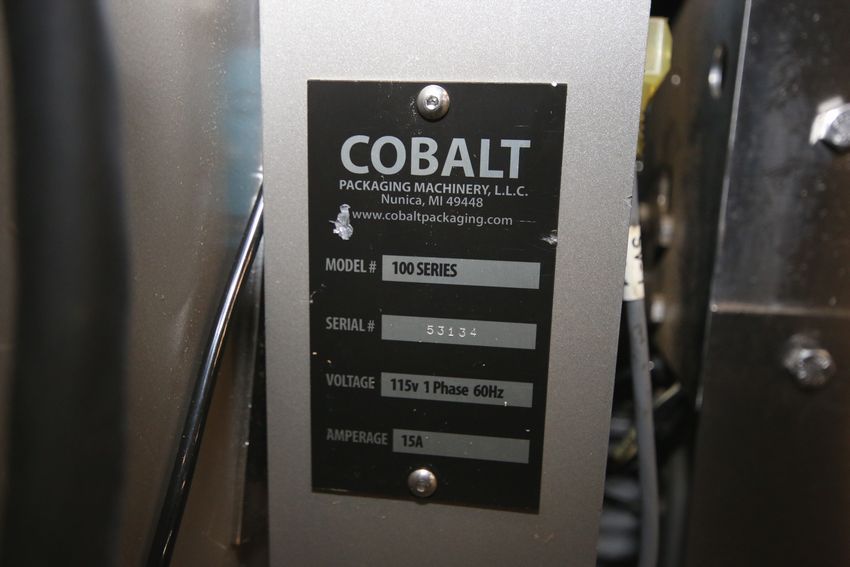 COBALT
PACKAGING MACHINERY, L.L.C.
Nunica, MI 49448
www.cobaltpackaging.com
MODEL # 100 SERIES
SERIAL # 53134
VOLTAGE 115v 1 Phase 60Hz
AMPERAGE 15A